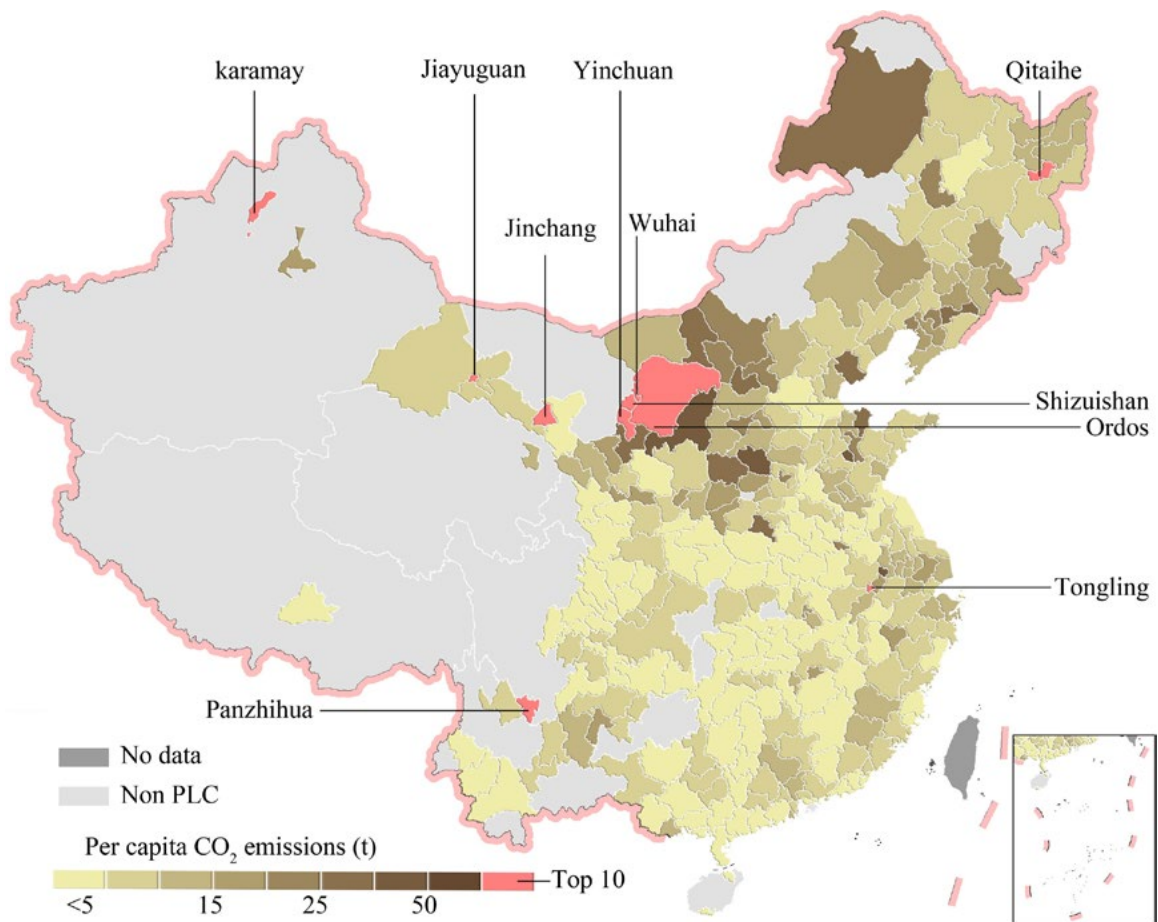 karamay
Jiayuguan
Yinchuan
Qitaihe
Jinchang
Wuhai
Shizuishan
Ordos
Tongling
Panzhihua
No data
Non PLC
Per capita CO₂ emissions (t)
Top 10
<5 15 25 50